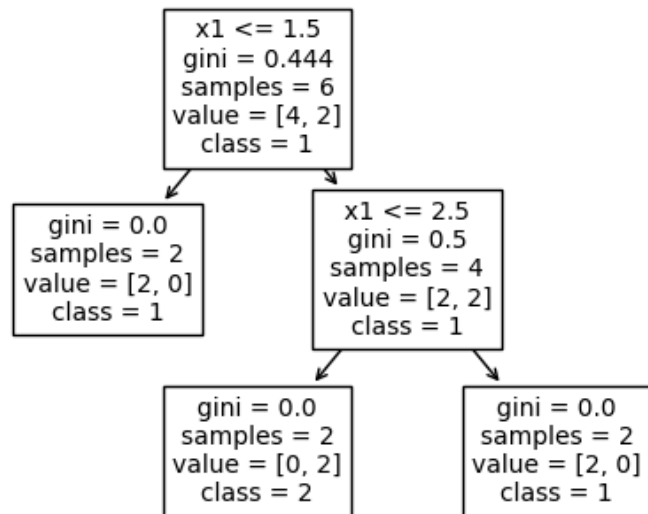 x1 <= 1.5
gini = 0.444
samples = 6
value = [4, 2]
class = 1
gini = 0.0
samples = 2
value = [2, 0]
class = 1
x1 <= 2.5
gini = 0.5
samples = 4
value = [2, 2]
class = 1
gini = 0.0
samples = 2
value = [0, 2]
class = 2
gini = 0.0
samples = 2
value = [2, 0]
class = 1